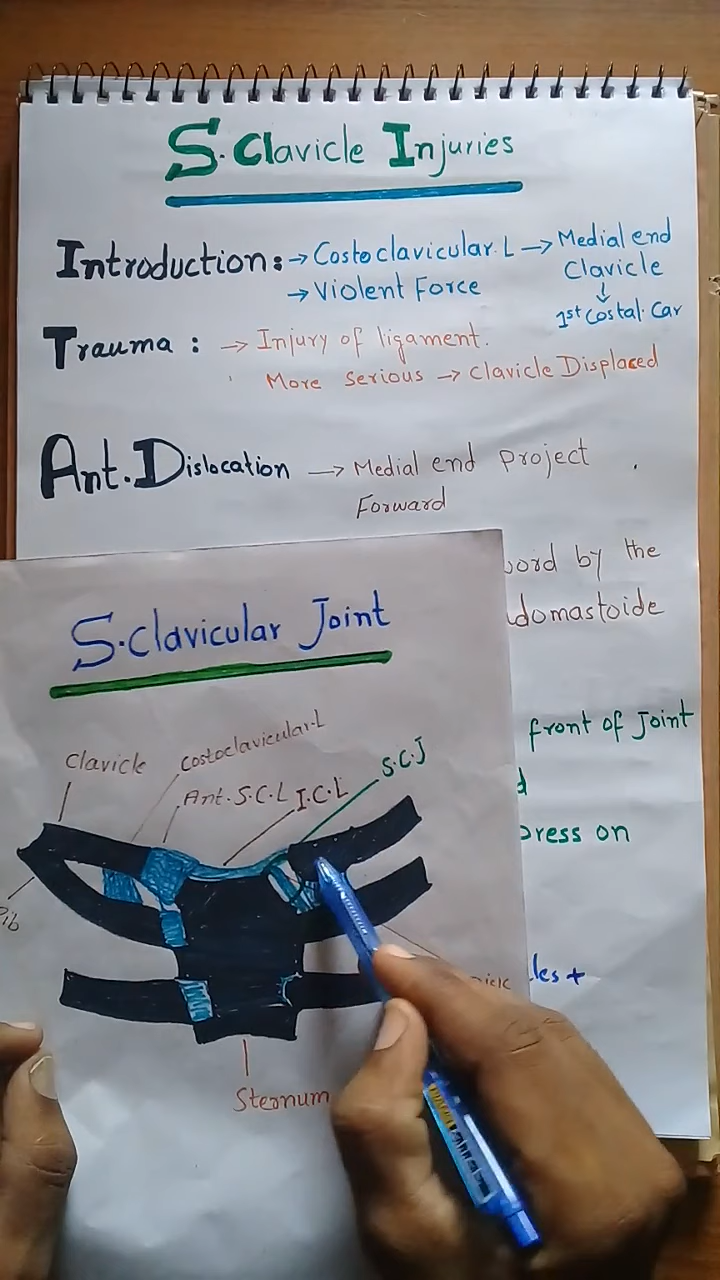 S.Clavicle Injuries
Introduction: → Costoclavicular.L → Medial end
Clavicle
↓
1st Costal.Car
→ Violent Force
Trauma : → Injury of ligament.
More serious → Clavicle Displaced
Ant.Dislocation → Medial end project
Forward
by the
front of Joint
press on
+
S.Clavicular Joint
Clavicle
Costoclavicular.L
Ant.S.C.L
I.C.L
S.C.J
Sternum